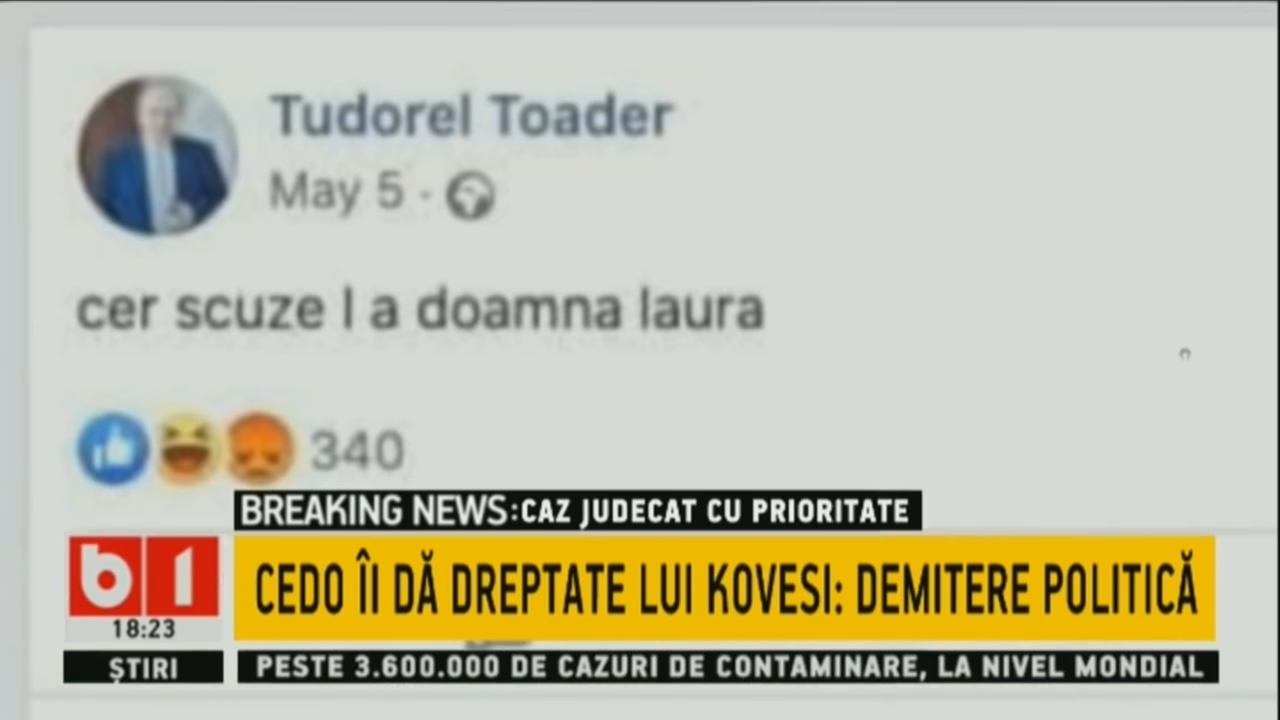 Tudorel Toader
May 5 ·
cer scuze l a doamna laura
340
BREAKING NEWS:CAZ JUDECAT CU PRIORITATE
b1
CEDO ÎI DĂ DREPTATE LUI KOVESI: DEMITERE POLITICĂ
18:23
ȘTIRI
PESTE 3.600.000 DE CAZURI DE CONTAMINARE, LA NIVEL MONDIAL